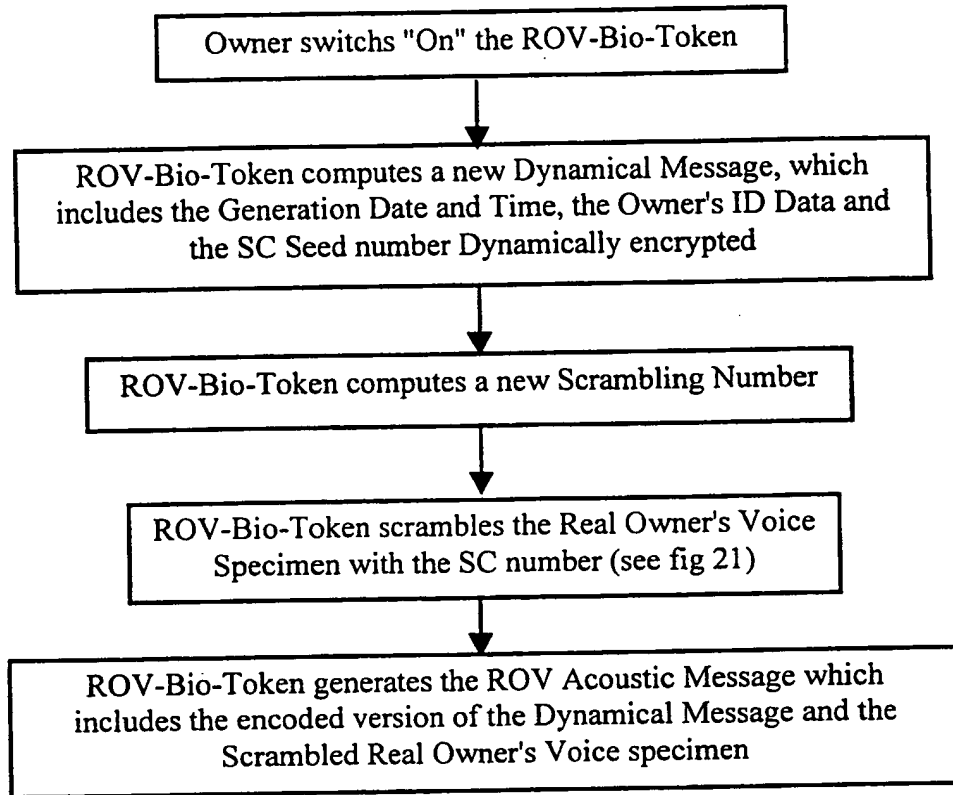 Owner switchs "On" the ROV-Bio-Token
ROV-Bio-Token computes a new Dynamical Message, which
includes the Generation Date and Time, the Owner's ID Data and
the SC Seed number Dynamically encrypted
ROV-Bio-Token computes a new Scrambling Number
ROV-Bio-Token scrambles the Real Owner's Voice
Specimen with the SC number (see fig 21)
ROV-Bio-Token generates the ROV Acoustic Message which
includes the encoded version of the Dynamical Message and the
Scrambled Real Owner's Voice specimen